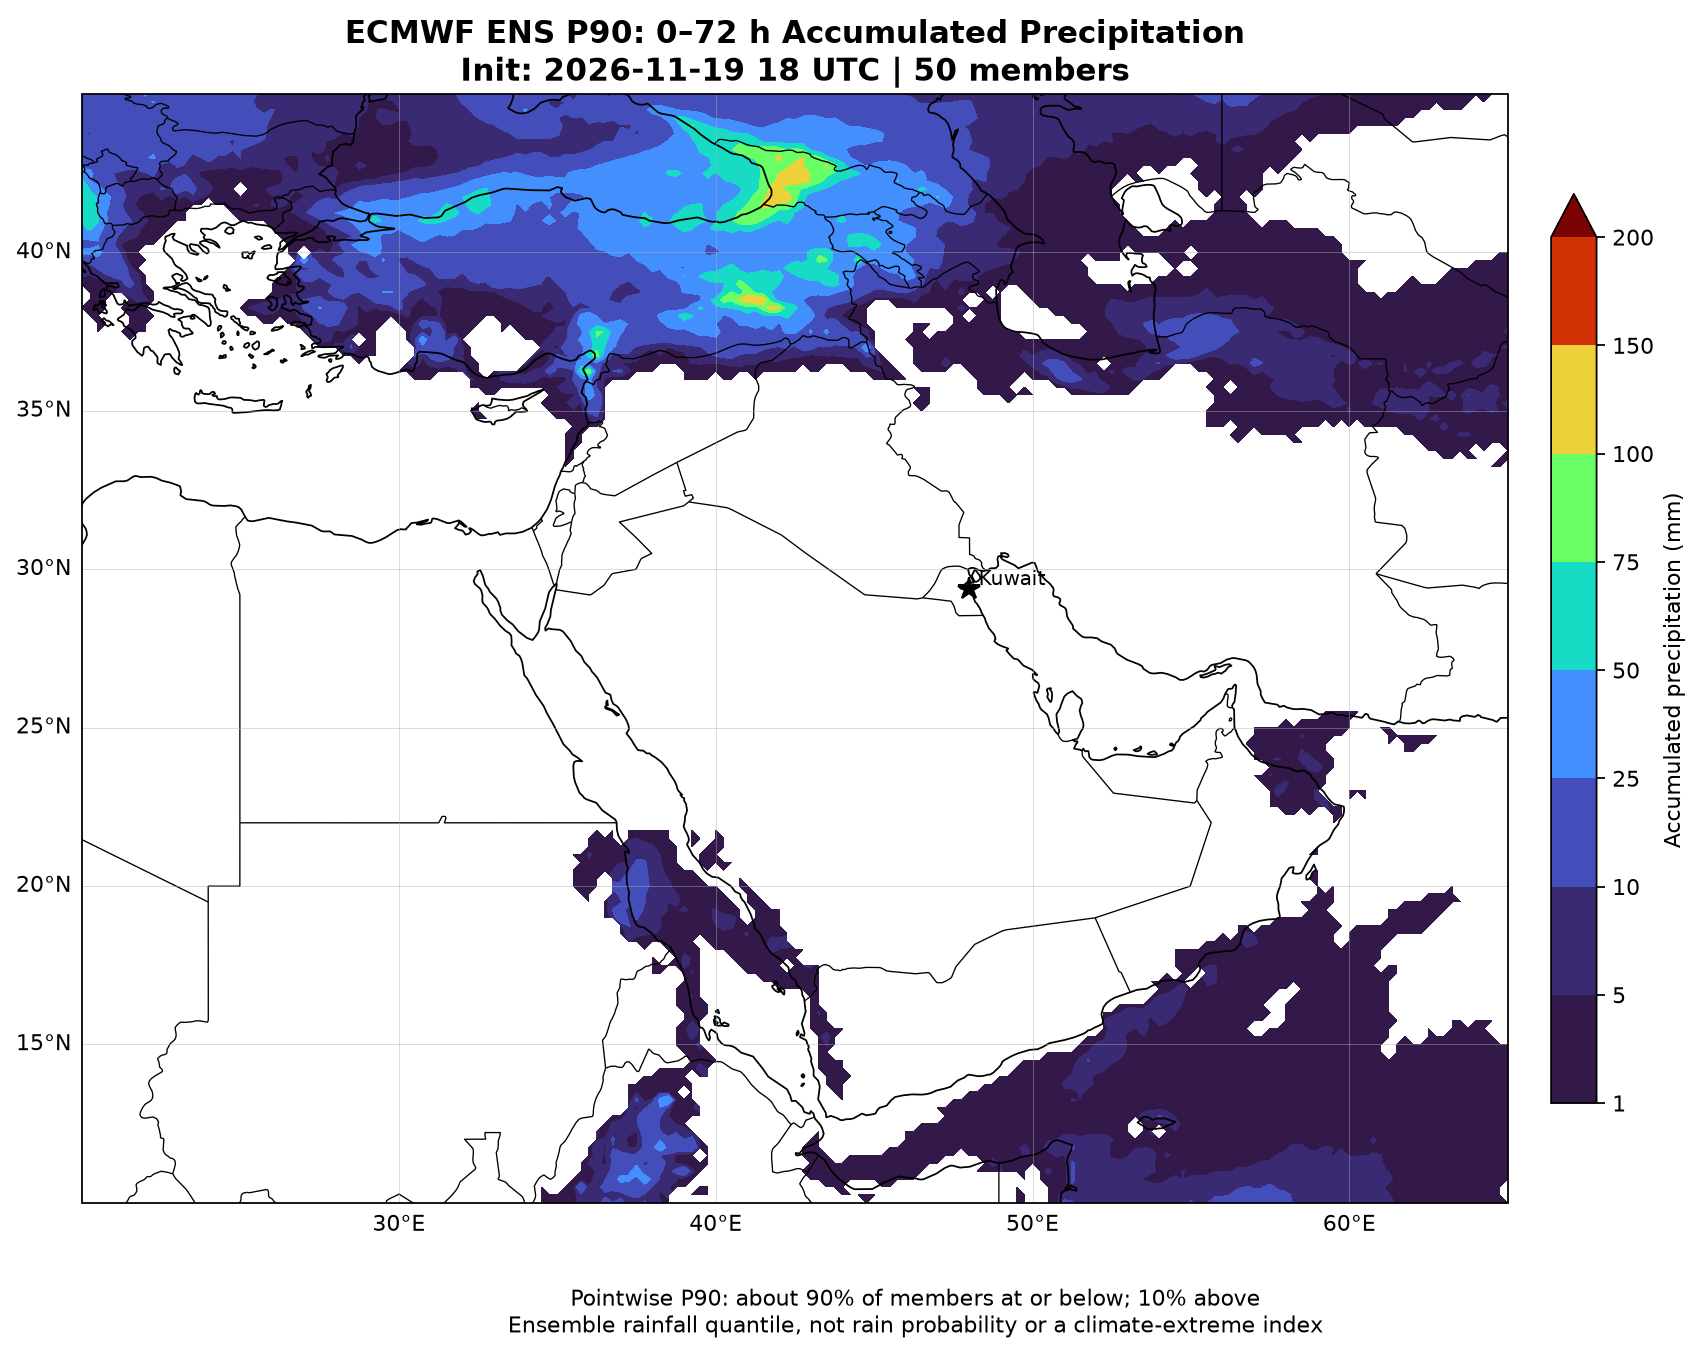 ECMWF ENS P90: 0–72 h Accumulated Precipitation
Init: 2026-11-19 18 UTC | 50 members
40°N
35°N
30°N
25°N
20°N
15°N
Kuwait
30°E
40°E
50°E
60°E
200
150
100
75
50
25
10
5
1
Accumulated precipitation (mm)
Pointwise P90: about 90% of members at or below; 10% above
Ensemble rainfall quantile, not rain probability or a climate-extreme index